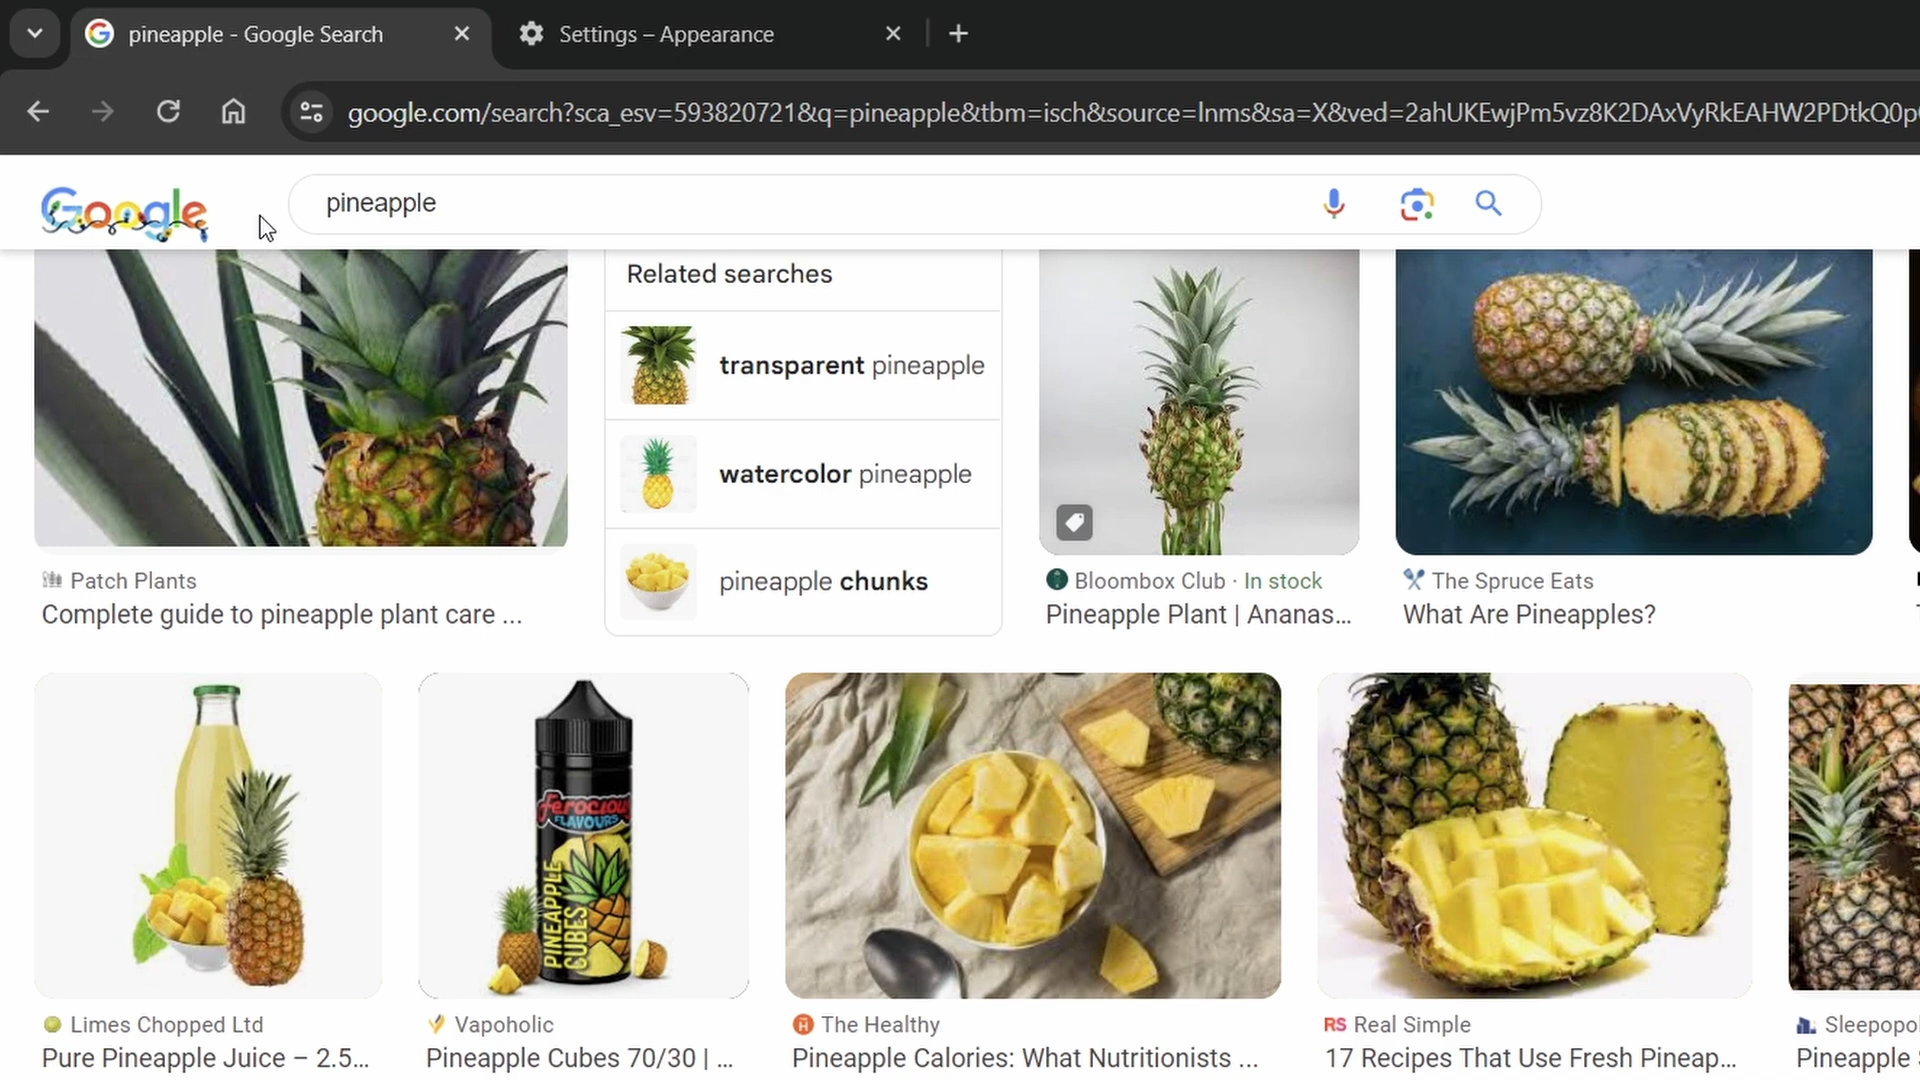 pineapple - Google Search
Settings – Appearance
google.com/search?sca_esv=593820721&q=pineapple&tbm=isch&source=lnms&sa=X&ved=2ahUKEwjPm5vz8K2DAxVyRkEAHW2PDtkQ0p
Google
pineapple
Related searches
transparent pineapple
watercolor pineapple
pineapple chunks
Patch Plants
Complete guide to pineapple plant care ...
Bloombox Club · In stock
Pineapple Plant | Ananas...
The Spruce Eats
What Are Pineapples?
ferocious
FLAVOURS
PINEAPPLE
CUBES
Limes Chopped Ltd
Pure Pineapple Juice – 2.5...
Vapoholic
Pineapple Cubes 70/30 | ...
The Healthy
Pineapple Calories: What Nutritionists ...
RS Real Simple
17 Recipes That Use Fresh Pineap...
Sleepopol
Pineapple